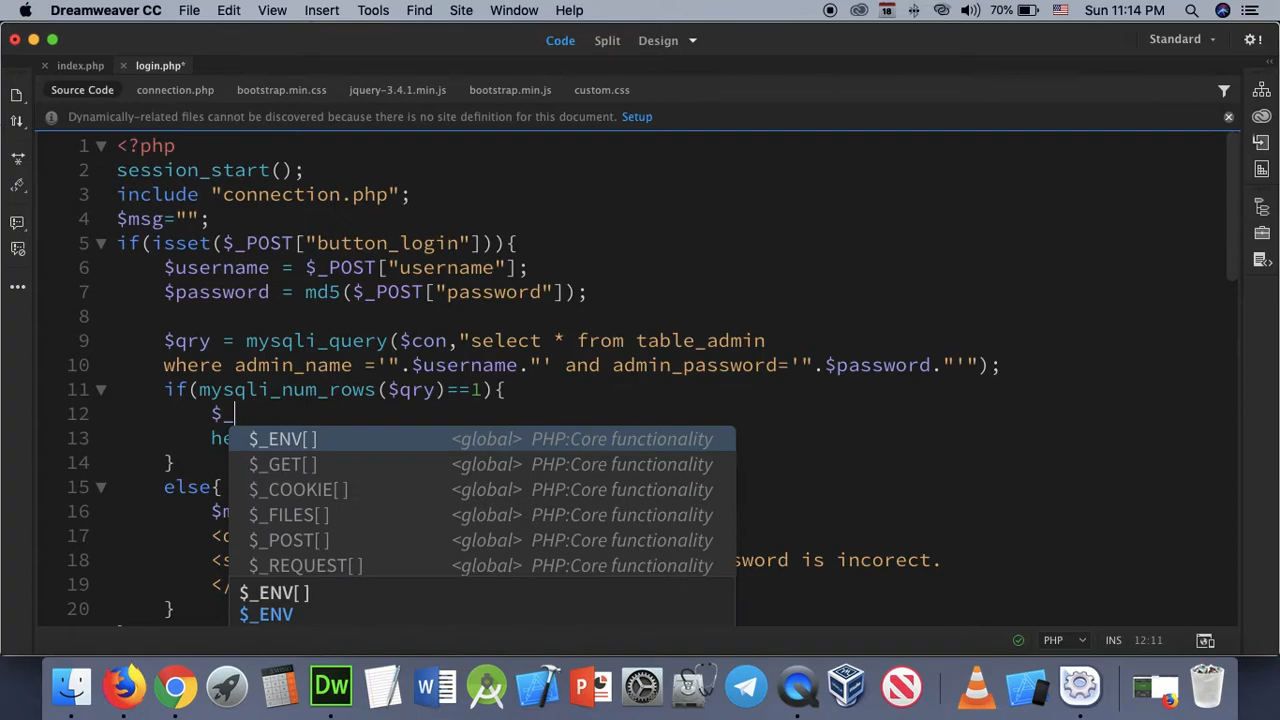 Dreamweaver CC File Edit View Insert Tools Find Site Window Help 18 70% Sun 11:14 PM
Code Split Design Standard
index.php login.php*
Source Code connection.php bootstrap.min.css jquery-3.4.1.min.js bootstrap.min.js custom.css
Dynamically-related files cannot be discovered because there is no site definition for this document. Setup
1 <?php
2 session_start();
3 include "connection.php";
4 $msg="";
5 if(isset($_POST["button_login"])){
6 $username = $_POST["username"];
7 $password = md5($_POST["password"]);
8
9 $qry = mysqli_query($con,"select * from table_admin
10 where admin_name ='".$username."' and admin_password='".$password."'");
11 if(mysqli_num_rows($qry)==1){
12 $_
13 he
$_ENV[] <global> PHP:Core functionality
14 }
$_GET[] <global> PHP:Core functionality
15 else{
$_COOKIE[] <global> PHP:Core functionality
16 $m
$_FILES[] <global> PHP:Core functionality
17 <d
$_POST[] <global> PHP:Core functionality
18 <s
$_REQUEST[] <global> PHP:Core functionality
sword is incorect.
19 </
$_ENV[]
20 }
$_ENV
PHP INS 12:11
Dw